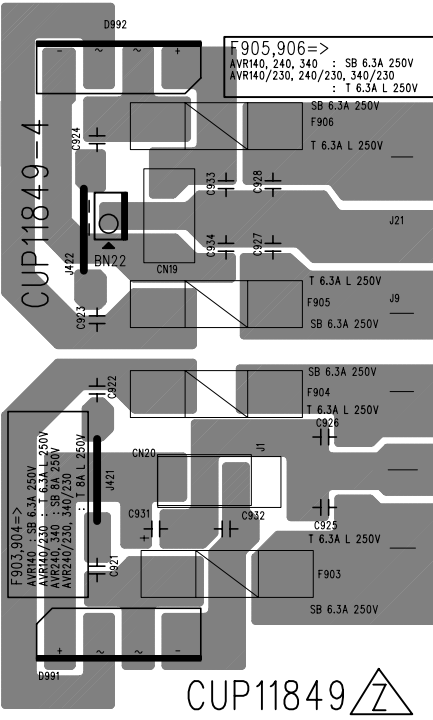 D992
- ~ ~ +
F905,906=>
AVR140, 240, 340 : SB 6.3A 250V
AVR140/230, 240/230, 340/230
: T 6.3A L 250V
SB 6.3A 250V
F906
T 6.3A L 250V
C924
CUP11849-4
C933
C928
J21
BN22
J422
C934
C927
CN19
T 6.3A L 250V
F905
J9
SB 6.3A 250V
C923
SB 6.3A 250V
F904
T 6.3A L 250V
C922
C926
F903,904=>
AVR140 : SB 6.3A 250V
AVR140/230 : T 6.3A L 250V
AVR240, 340 : SB 8A 250V
AVR240/230, 340/230
: T 8A L 250V
J421
CN20
J1
C931
+
C932
C925
T 6.3A L 250V
C921
F903
SB 6.3A 250V
+ ~ ~ -
D991
CUP11849 Z